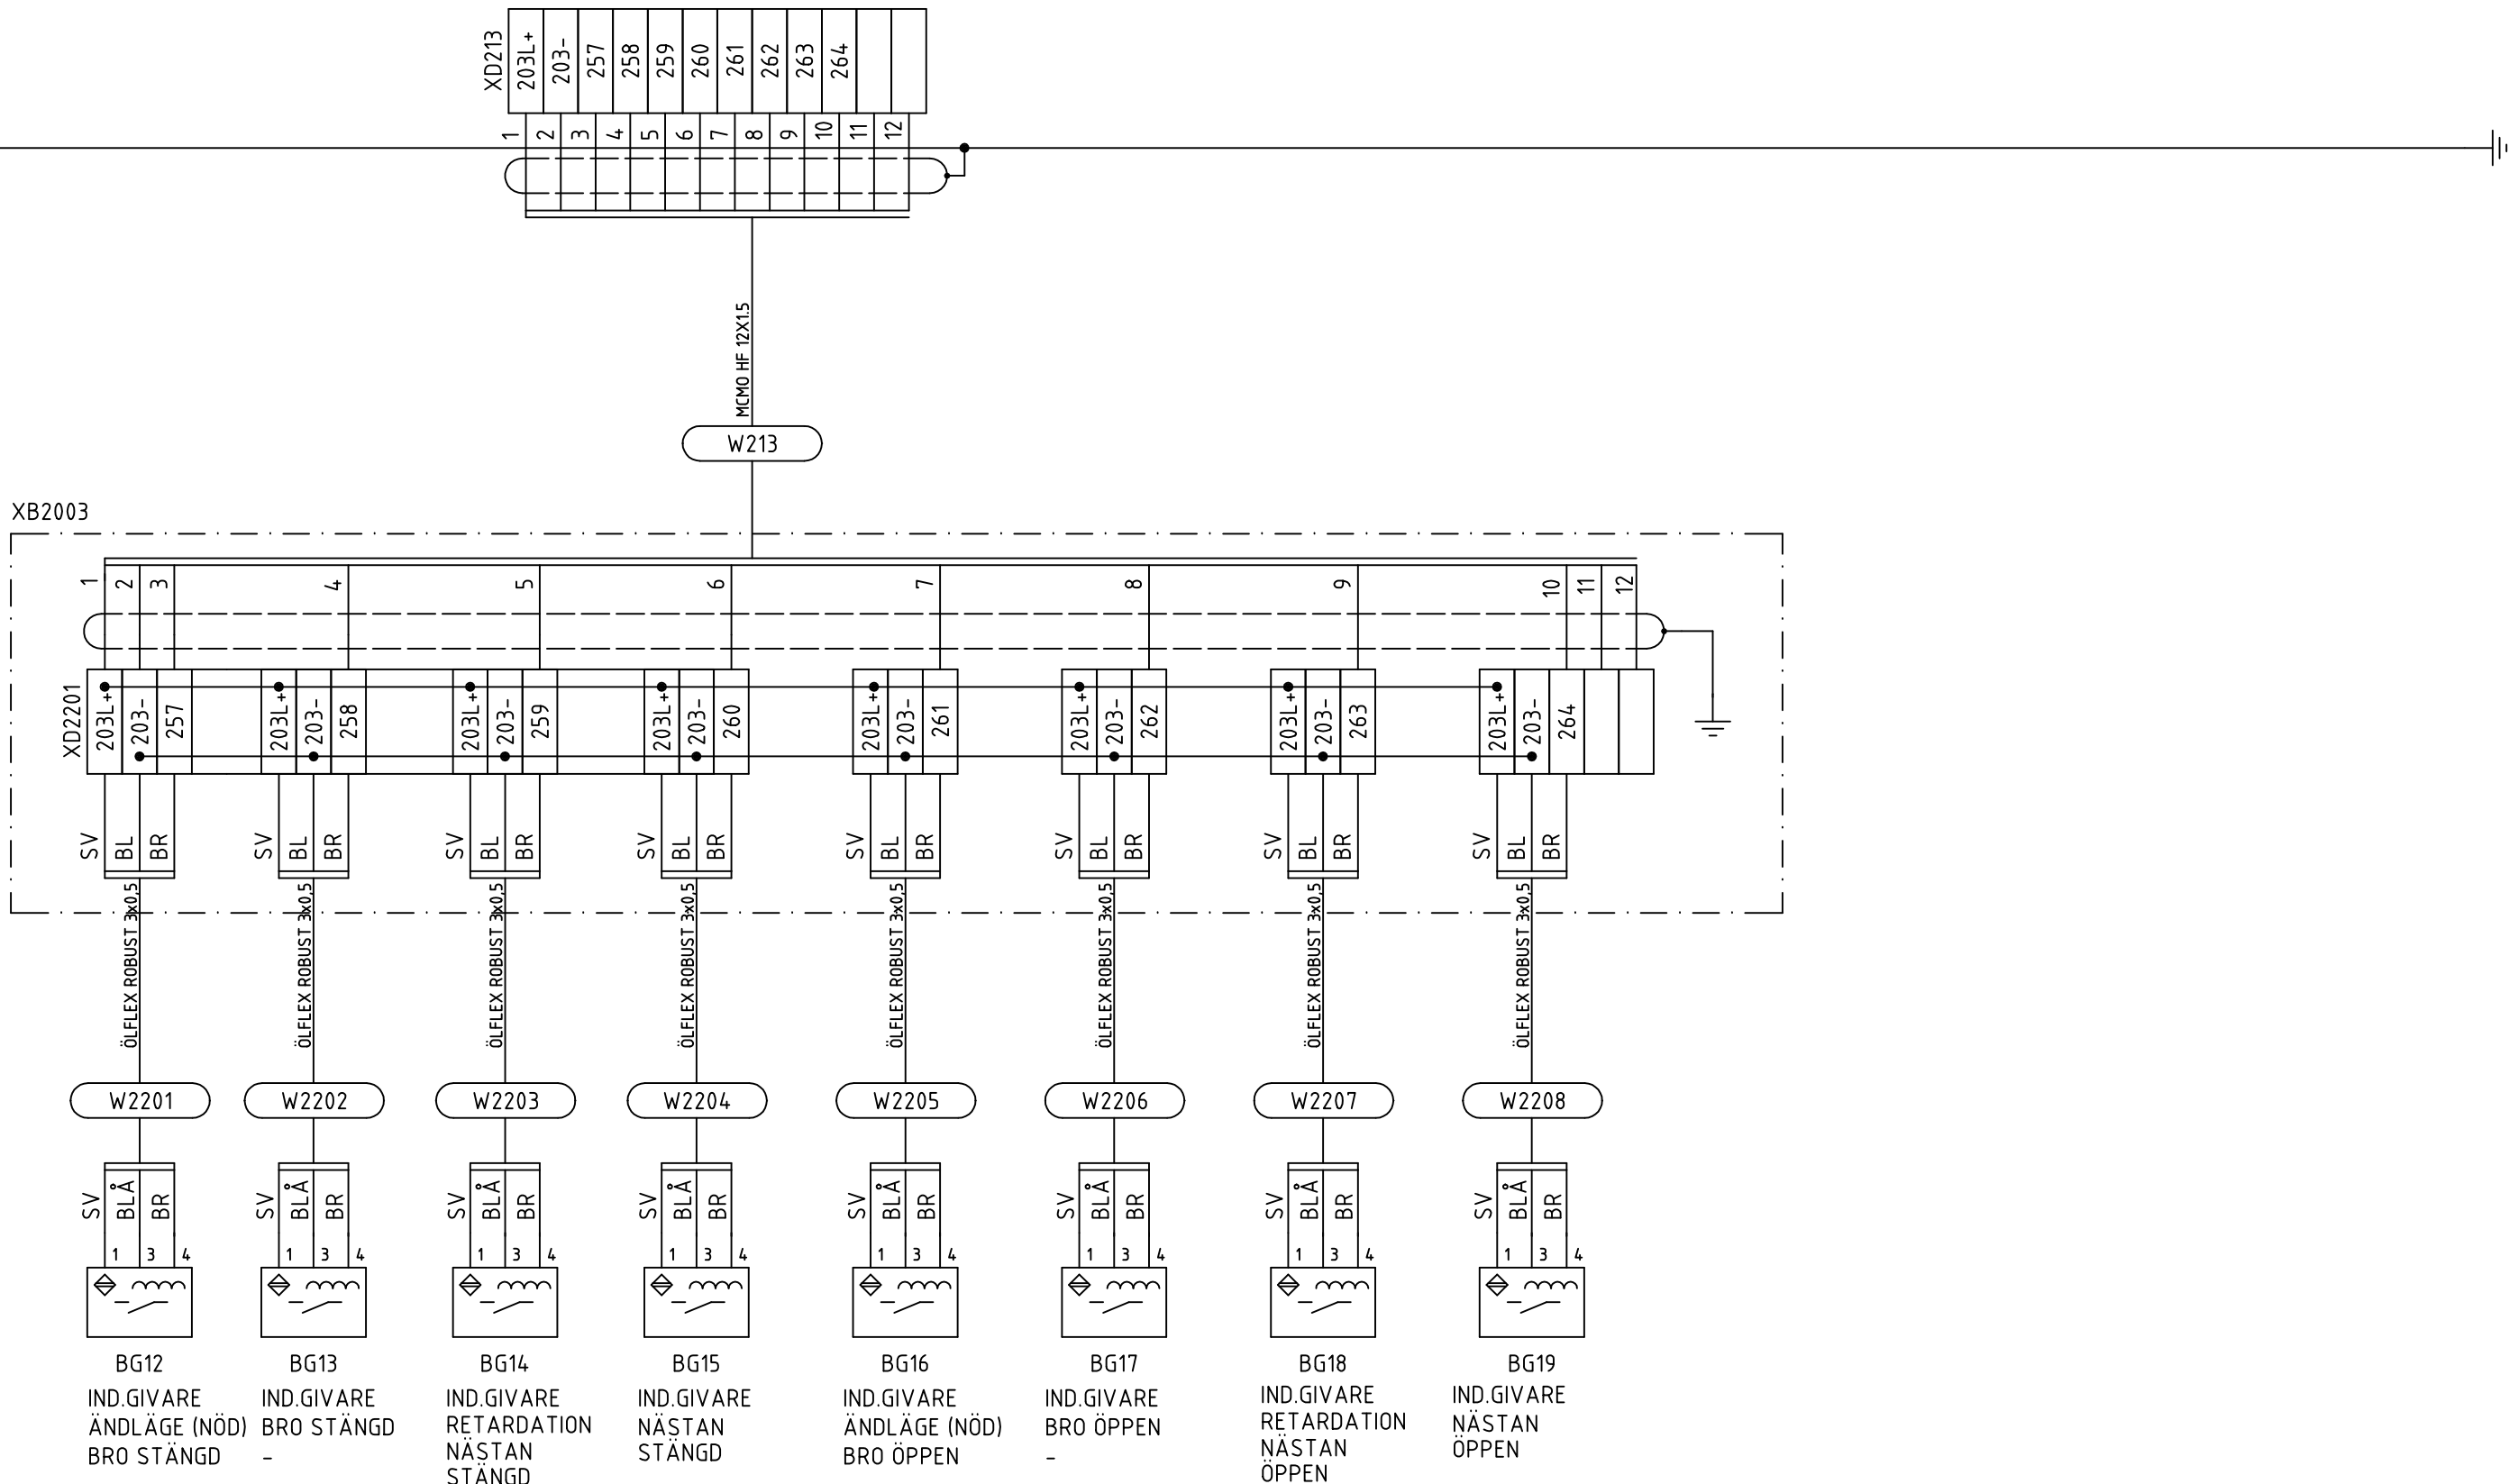 XD213
203L+ 203- 257 258 259 260 261 262 263 264
1 2 3 4 5 6 7 8 9 10 11 12
MCMO HF 12X1.5
W213
XB2003
1 2 3 4 5 6 7 8 9 10 11 12
XD2201
203L+ 203- 257 203L+ 203- 258 203L+ 203- 259 203L+ 203- 260 203L+ 203- 261 203L+ 203- 262 203L+ 203- 263 203L+ 203- 264
SV BL BR SV BL BR SV BL BR SV BL BR SV BL BR SV BL BR SV BL BR SV BL BR
ÖLFLEX ROBUST 3x0,5
ÖLFLEX ROBUST 3x0,5
ÖLFLEX ROBUST 3x0,5
ÖLFLEX ROBUST 3x0,5
ÖLFLEX ROBUST 3x0,5
ÖLFLEX ROBUST 3x0,5
ÖLFLEX ROBUST 3x0,5
ÖLFLEX ROBUST 3x0,5
W2201 W2202 W2203 W2204 W2205 W2206 W2207 W2208
SV BLÅ BR SV BLÅ BR SV BLÅ BR SV BLÅ BR SV BLÅ BR SV BLÅ BR SV BLÅ BR SV BLÅ BR
1 3 4 1 3 4 1 3 4 1 3 4 1 3 4 1 3 4 1 3 4 1 3 4
BG12
IND.GIVARE
ÄNDLÄGE (NÖD)
BRO STÄNGD
BG13
IND.GIVARE
BRO STÄNGD
-
BG14
IND.GIVARE
RETARDATION
NÄSTAN
STÄNGD
BG15
IND.GIVARE
NÄSTAN
STÄNGD
BG16
IND.GIVARE
ÄNDLÄGE (NÖD)
BRO ÖPPEN
BG17
IND.GIVARE
BRO ÖPPEN
-
BG18
IND.GIVARE
RETARDATION
NÄSTAN
ÖPPEN
BG19
IND.GIVARE
NÄSTAN
ÖPPEN